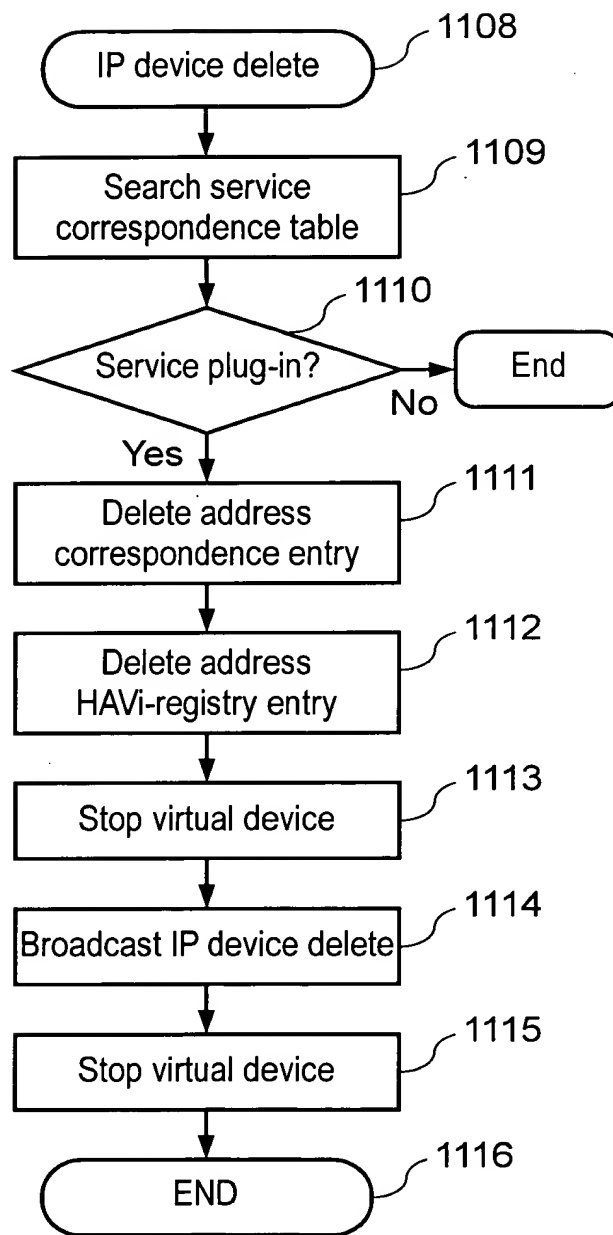 1108
IP device delete
1109
Search service
correspondence table
1110
Service plug-in?
End
No
Yes
1111
Delete address
correspondence entry
1112
Delete address
HAVi-registry entry
1113
Stop virtual device
1114
Broadcast IP device delete
1115
Stop virtual device
1116
END